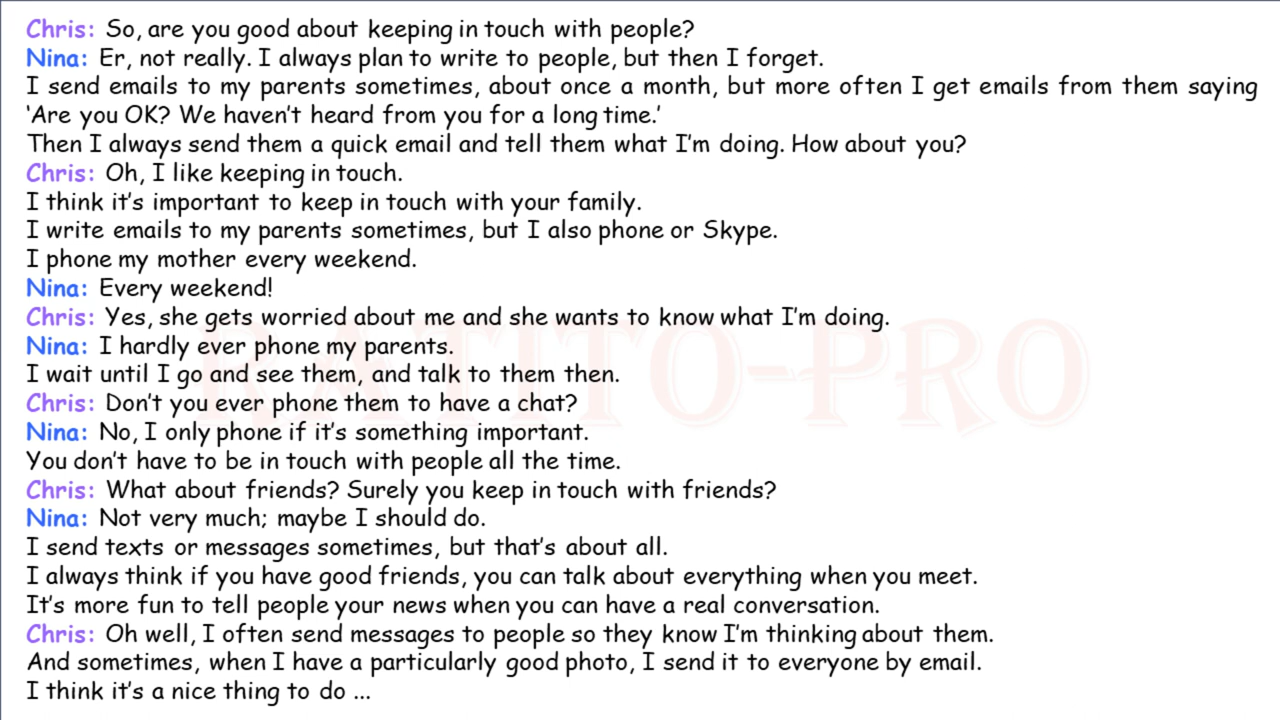 Chris: So, are you good about keeping in touch with people?
Nina: Er, not really. I always plan to write to people, but then I forget.
I send emails to my parents sometimes, about once a month, but more often I get emails from them saying
‘Are you OK? We haven’t heard from you for a long time.’
Then I always send them a quick email and tell them what I’m doing. How about you?
Chris: Oh, I like keeping in touch.
I think it’s important to keep in touch with your family.
I write emails to my parents sometimes, but I also phone or Skype.
I phone my mother every weekend.
Nina: Every weekend!
Chris: Yes, she gets worried about me and she wants to know what I’m doing.
Nina: I hardly ever phone my parents.
I wait until I go and see them, and talk to them then.
Chris: Don’t you ever phone them to have a chat?
Nina: No, I only phone if it’s something important.
You don’t have to be in touch with people all the time.
Chris: What about friends? Surely you keep in touch with friends?
Nina: Not very much; maybe I should do.
I send texts or messages sometimes, but that’s about all.
I always think if you have good friends, you can talk about everything when you meet.
It’s more fun to tell people your news when you can have a real conversation.
Chris: Oh well, I often send messages to people so they know I’m thinking about them.
And sometimes, when I have a particularly good photo, I send it to everyone by email.
I think it’s a nice thing to do ...
RATITO-PRO